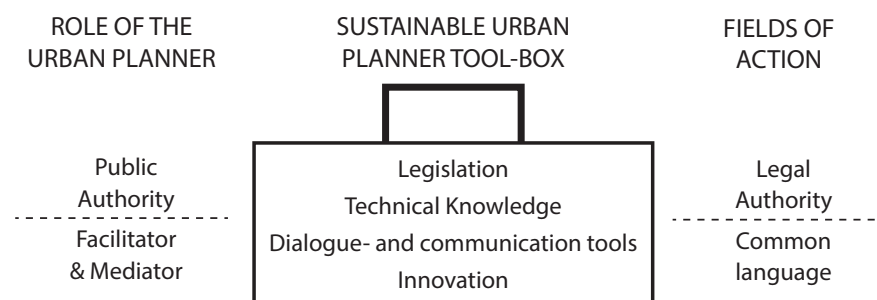 ROLE OF THE
URBAN PLANNER
SUSTAINABLE URBAN
PLANNER TOOL-BOX
FIELDS OF
ACTION
Public
Authority
Facilitator
& Mediator
Legislation
Technical Knowledge
Dialogue- and communication tools
Innovation
Legal
Authority
Common
language